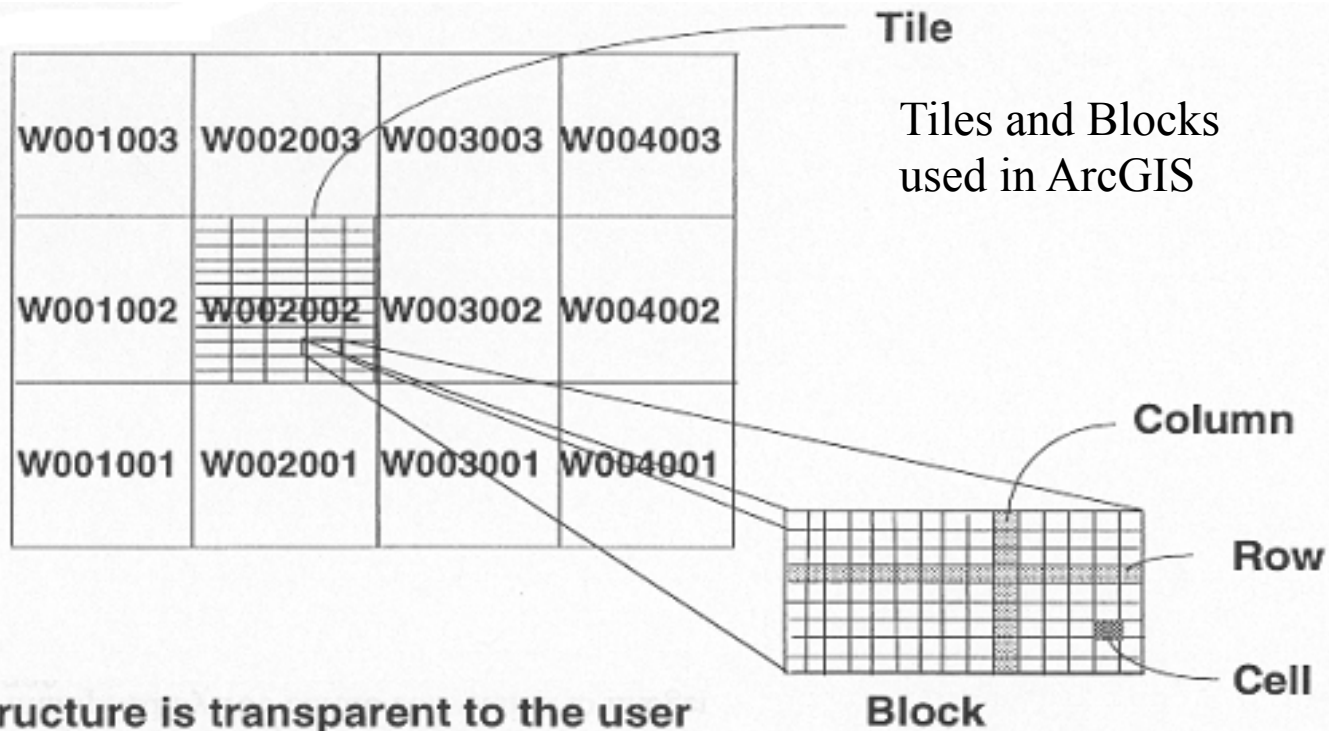 Tile
Tiles and Blocks
used in ArcGIS
W001003 W002003 W003003 W004003
W001002 W002002 W003002 W004002
W001001 W002001 W003001 W004001
Column
Row
Cell
Block
ructure is transparent to the user